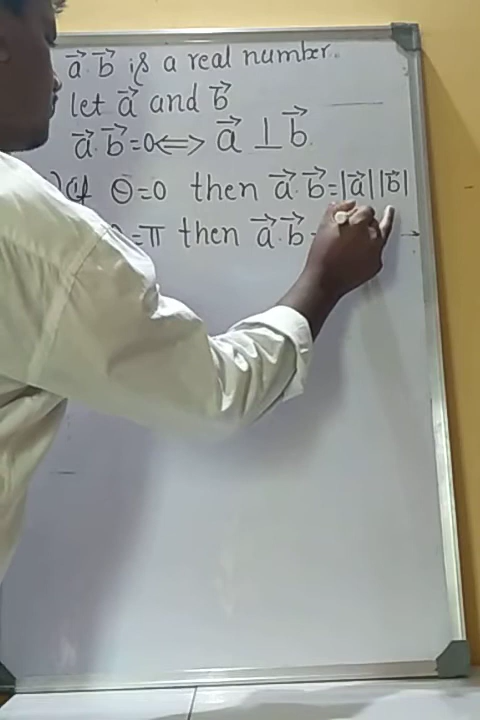 a⃗.b⃗ is a real number.
let a⃗ and b⃗
a⃗.b⃗=0⟺ a⃗ ⊥ b⃗.
)if θ=0 then a⃗.b⃗=|a⃗||b⃗|
=π then a⃗.b⃗